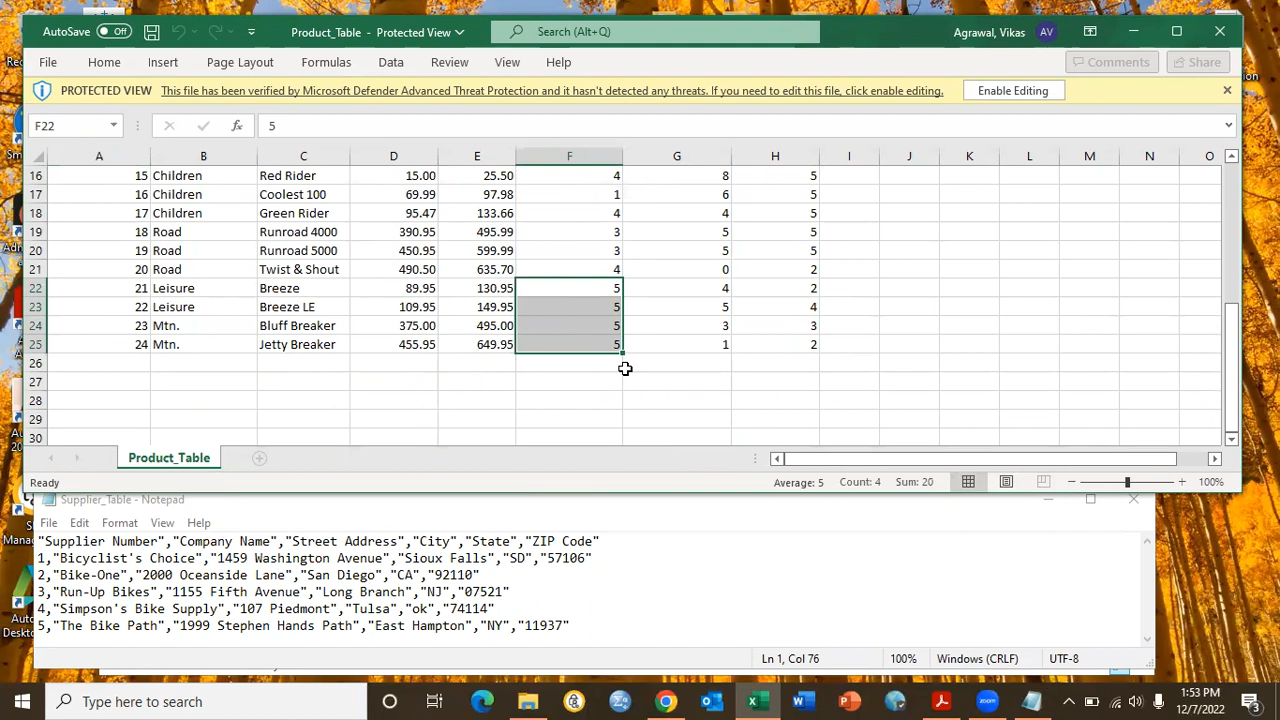 AutoSave Off Product_Table - Protected View Search (Alt+Q) Agrawal, Vikas AV
File Home Insert Page Layout Formulas Data Review View Help Comments Share
PROTECTED VIEW This file has been verified by Microsoft Defender Advanced Threat Protection and it hasn't detected any threats. If you need to edit this file, click enable editing. Enable Editing
F22 fx 5
A B C D E F G H I J K L M N O
16 15 Children Red Rider 15.00 25.50 4 8 5
17 16 Children Coolest 100 69.99 97.98 1 6 5
18 17 Children Green Rider 95.47 133.66 4 4 5
19 18 Road Runroad 4000 390.95 495.99 3 5 5
20 19 Road Runroad 5000 450.95 599.99 3 5 5
21 20 Road Twist & Shout 490.50 635.70 4 0 2
22 21 Leisure Breeze 89.95 130.95 5 4 2
23 22 Leisure Breeze LE 109.95 149.95 5 5 4
24 23 Mtn. Bluff Breaker 375.00 495.00 5 3 3
25 24 Mtn. Jetty Breaker 455.95 649.95 5 1 2
26
27
28
29
30
Product_Table
Ready Average: 5 Count: 4 Sum: 20 100%
Supplier_Table - Notepad
File Edit Format View Help
"Supplier Number","Company Name","Street Address","City","State","ZIP Code"
1,"Bicyclist's Choice","1459 Washington Avenue","Sioux Falls","SD","57106"
2,"Bike-One","2000 Oceanside Lane","San Diego","CA","92110"
3,"Run-Up Bikes","1155 Fifth Avenue","Long Branch","NJ","07521"
4,"Simpson's Bike Supply","107 Piedmont","Tulsa","ok","74114"
5,"The Bike Path","1999 Stephen Hands Path","East Hampton","NY","11937"
Ln 1, Col 76 100% Windows (CRLF) UTF-8
Type here to search 1:53 PM
12/7/2022